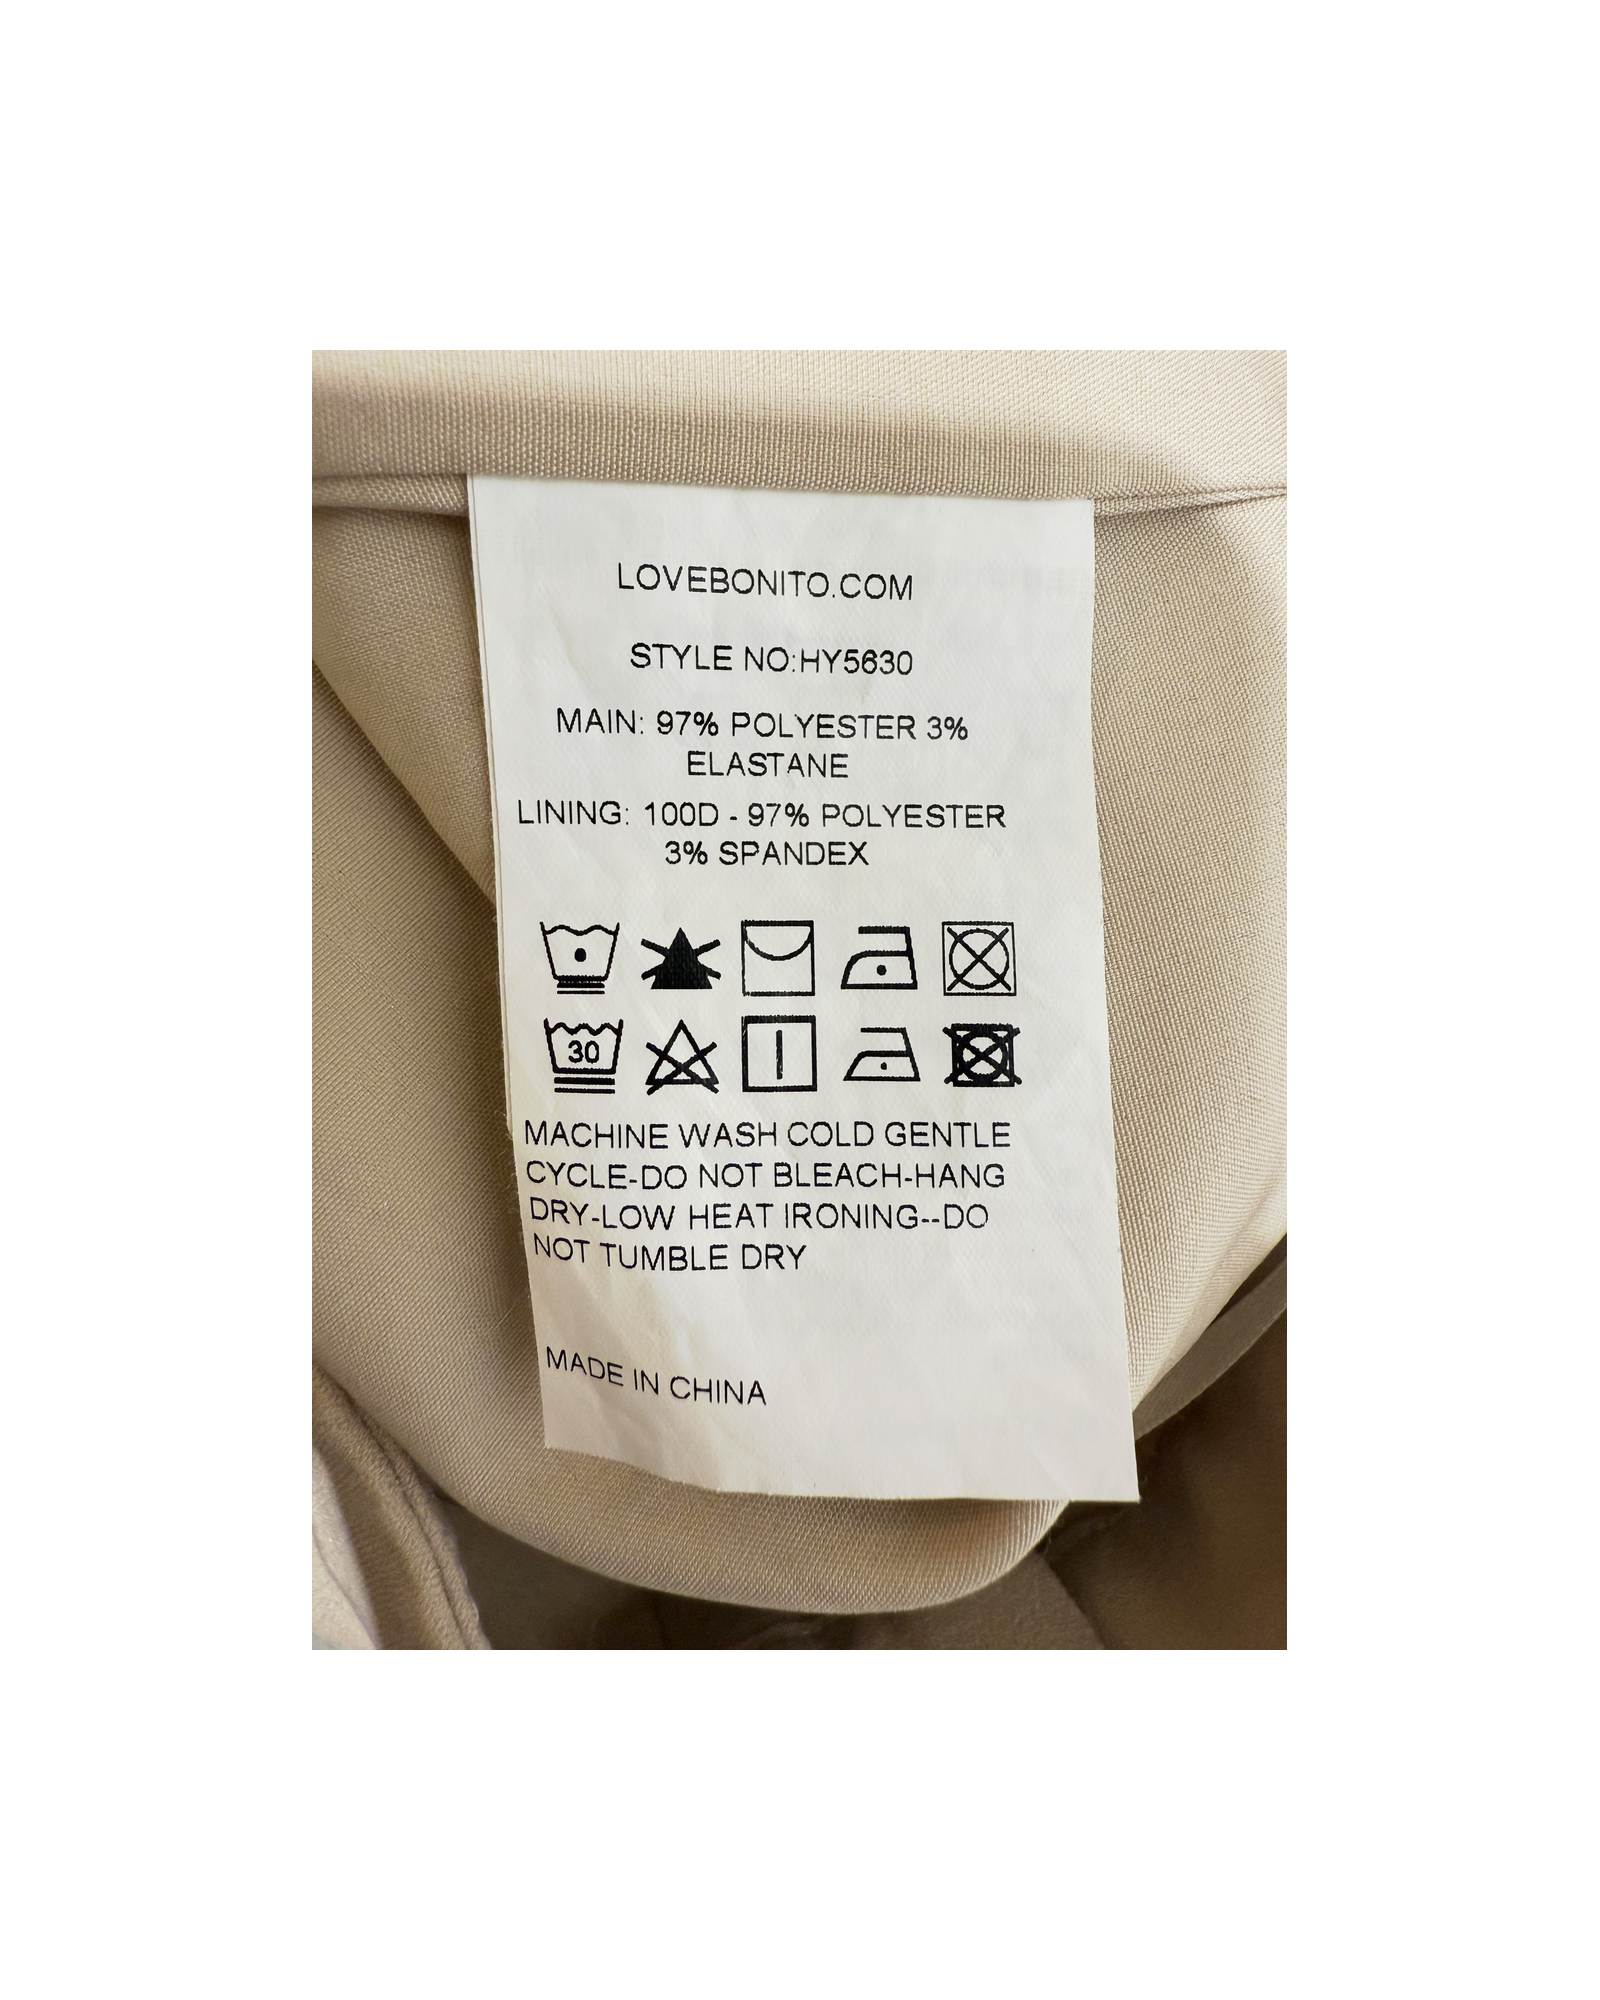 LOVEBONITO.COM
STYLE NO:HY5630
MAIN: 97% POLYESTER 3%
ELASTANE
LINING: 100D - 97% POLYESTER
3% SPANDEX
30
MACHINE WASH COLD GENTLE
CYCLE-DO NOT BLEACH-HANG
DRY-LOW HEAT IRONING--DO
NOT TUMBLE DRY
MADE IN CHINA